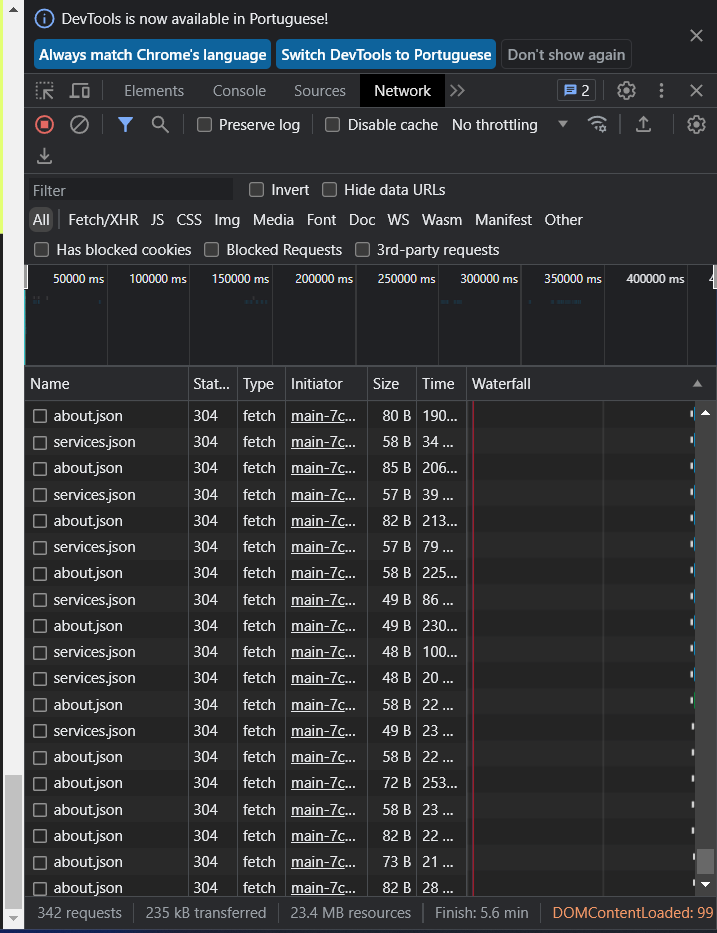 DevTools is now available in Portuguese!
Always match Chrome's language Switch DevTools to Portuguese Don't show again
Elements Console Sources Network 2
Preserve log Disable cache No throttling
Filter Invert Hide data URLs
All Fetch/XHR JS CSS Img Media Font Doc WS Wasm Manifest Other
Has blocked cookies Blocked Requests 3rd-party requests
50000 ms 100000 ms 150000 ms 200000 ms 250000 ms 300000 ms 350000 ms 400000 ms 4
Name Stat... Type Initiator Size Time Waterfall
about.json 304 fetch main-7c... 80 B 190...
services.json 304 fetch main-7c... 58 B 34 ...
about.json 304 fetch main-7c... 85 B 206...
services.json 304 fetch main-7c... 57 B 39 ...
about.json 304 fetch main-7c... 82 B 213...
services.json 304 fetch main-7c... 57 B 79 ...
about.json 304 fetch main-7c... 58 B 225...
services.json 304 fetch main-7c... 49 B 86 ...
about.json 304 fetch main-7c... 49 B 230...
services.json 304 fetch main-7c... 48 B 100...
services.json 304 fetch main-7c... 48 B 20 ...
about.json 304 fetch main-7c... 58 B 22 ...
services.json 304 fetch main-7c... 49 B 23 ...
about.json 304 fetch main-7c... 58 B 22 ...
about.json 304 fetch main-7c... 72 B 253...
about.json 304 fetch main-7c... 58 B 23 ...
about.json 304 fetch main-7c... 82 B 22 ...
about.json 304 fetch main-7c... 73 B 21 ...
about.json 304 fetch main-7c... 82 B 28 ...
342 requests 235 kB transferred 23.4 MB resources Finish: 5.6 min DOMContentLoaded: 99